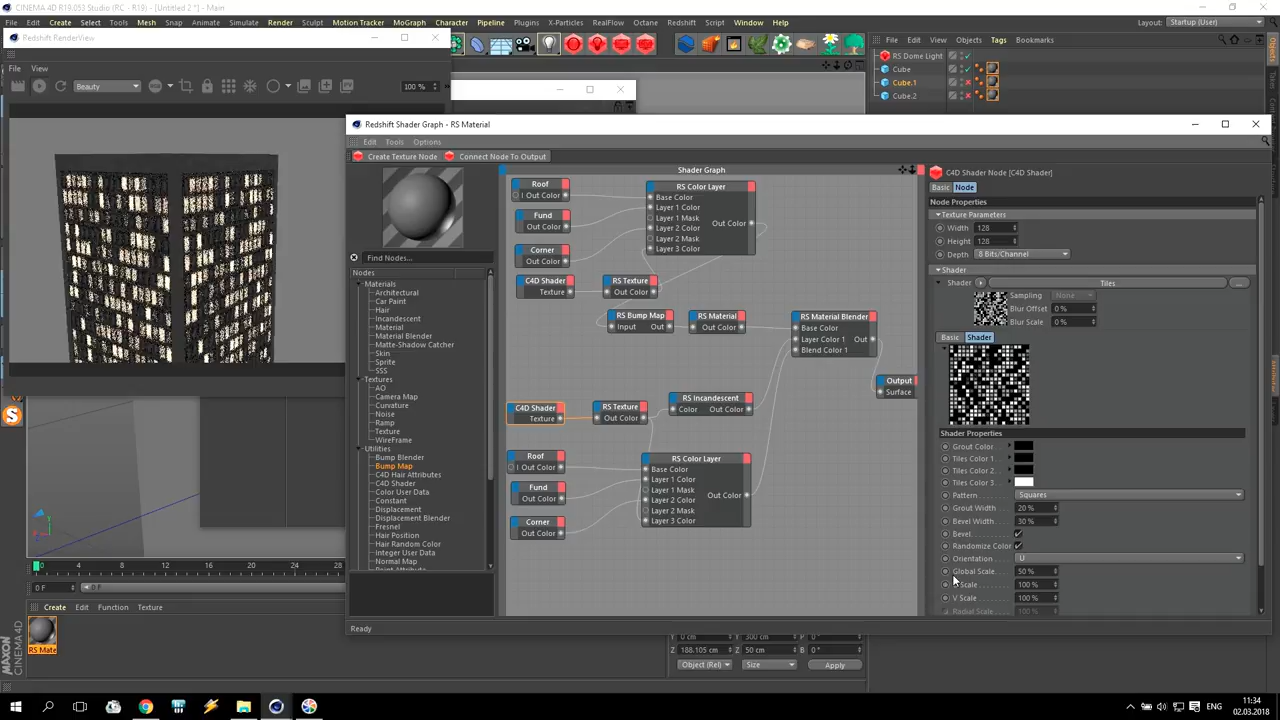 CINEMA 4D R19.053 Studio (RC - R19) - [Untitled 2 *] - Main
File Edit Create Select Tools Mesh Snap Animate Simulate Render Sculpt Motion Tracker MoGraph Character Pipeline Plugins X-Particles RealFlow Octane Redshift Script Window Help
Layout: Startup (User)
Redshift RenderView
File View
Beauty
100 %
File Edit View Objects Tags Bookmarks
RS Dome Light
Cube
Cube.1
Cube.2
Objects
Takes
Redshift Shader Graph - RS Material
Edit Tools Options
Create Texture Node Connect Node To Output
Find Nodes...
Nodes
Materials
Architectural
Car Paint
Hair
Incandescent
Material
Material Blender
Matte-Shadow Catcher
Skin
Sprite
SSS
Textures
AO
Camera Map
Curvature
Noise
Ramp
Texture
WireFrame
Utilities
Bump Blender
Bump Map
C4D Hair Attributes
C4D Shader
Color User Data
Constant
Displacement
Displacement Blender
Fresnel
Hair Position
Hair Random Color
Integer User Data
Normal Map
Point Attribute
Shader Graph
Roof
Out Color
Fund
Out Color
Corner
Out Color
C4D Shader
Texture
RS Color Layer
Base Color
Layer 1 Color
Layer 1 Mask
Layer 2 Color
Layer 2 Mask
Layer 3 Color
Out Color
RS Texture
Out Color
RS Bump Map
Input Out
RS Material
Out Color
RS Material Blender
Base Color
Layer Color 1 Out
Blend Color 1
Output
Surface
C4D Shader
Texture
RS Texture
Out Color
RS Incandescent
Color Out Color
Roof
Out Color
Fund
Out Color
Corner
Out Color
RS Color Layer
Base Color
Layer 1 Color
Layer 1 Mask
Layer 2 Color
Layer 2 Mask
Layer 3 Color
Out Color
C4D Shader Node [C4D Shader]
Basic Node
Node Properties
Texture Parameters
Width 128
Height 128
Depth 8 Bits/Channel
Shader
Shader Tiles ...
Sampling None
Blur Offset 0 %
Blur Scale 0 %
Basic Shader
Shader Properties
Grout Color
Tiles Color 1
Tiles Color 2
Tiles Color 3
Pattern Squares
Grout Width 20 %
Bevel Width 30 %
Bevel
Randomize Color
Orientation U
Global Scale 50 %
Scale 100 %
V Scale 100 %
Radial Scale 100 %
Ready
0 10 20 30
0 F 0 F
Create Edit Function Texture
RS Mate
MAXON CINEMA 4D
Y 0 cm Y 300 cm P 0 °
Z 188.105 cm Z 50 cm B 0 °
Object (Rel) Size Apply
ENG
11:34
02.03.2018